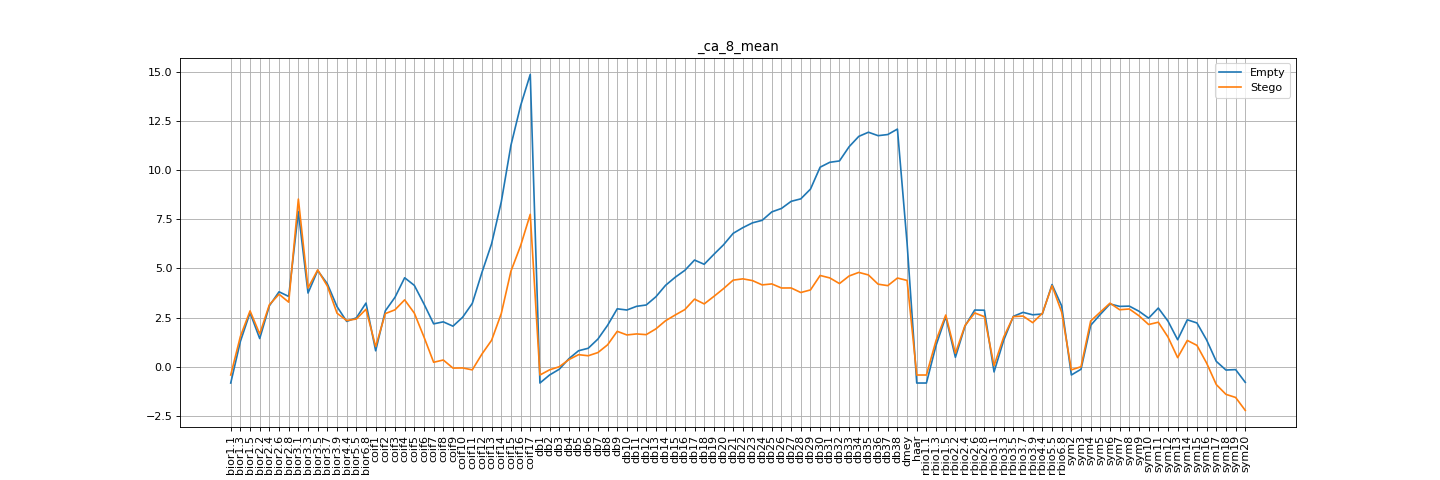 _ca_8_mean
15.0
12.5
10.0
7.5
5.0
2.5
0.0
−2.5
Empty
Stego
bior1.1
bior1.3
bior1.5
bior2.2
bior2.4
bior2.6
bior2.8
bior3.1
bior3.3
bior3.5
bior3.7
bior3.9
bior4.4
bior5.5
bior6.8
coif1
coif2
coif3
coif4
coif5
coif6
coif7
coif8
coif9
coif10
coif11
coif12
coif13
coif14
coif15
coif16
coif17
db1
db2
db3
db4
db5
db6
db7
db8
db9
db10
db11
db12
db13
db14
db15
db16
db17
db18
db19
db20
db21
db22
db23
db24
db25
db26
db27
db28
db29
db30
db31
db32
db33
db34
db35
db36
db37
db38
dmey
haar
rbio1.1
rbio1.3
rbio1.5
rbio2.2
rbio2.4
rbio2.6
rbio2.8
rbio3.1
rbio3.3
rbio3.5
rbio3.7
rbio3.9
rbio4.4
rbio5.5
rbio6.8
sym2
sym3
sym4
sym5
sym6
sym7
sym8
sym9
sym10
sym11
sym12
sym13
sym14
sym15
sym16
sym17
sym18
sym19
sym20